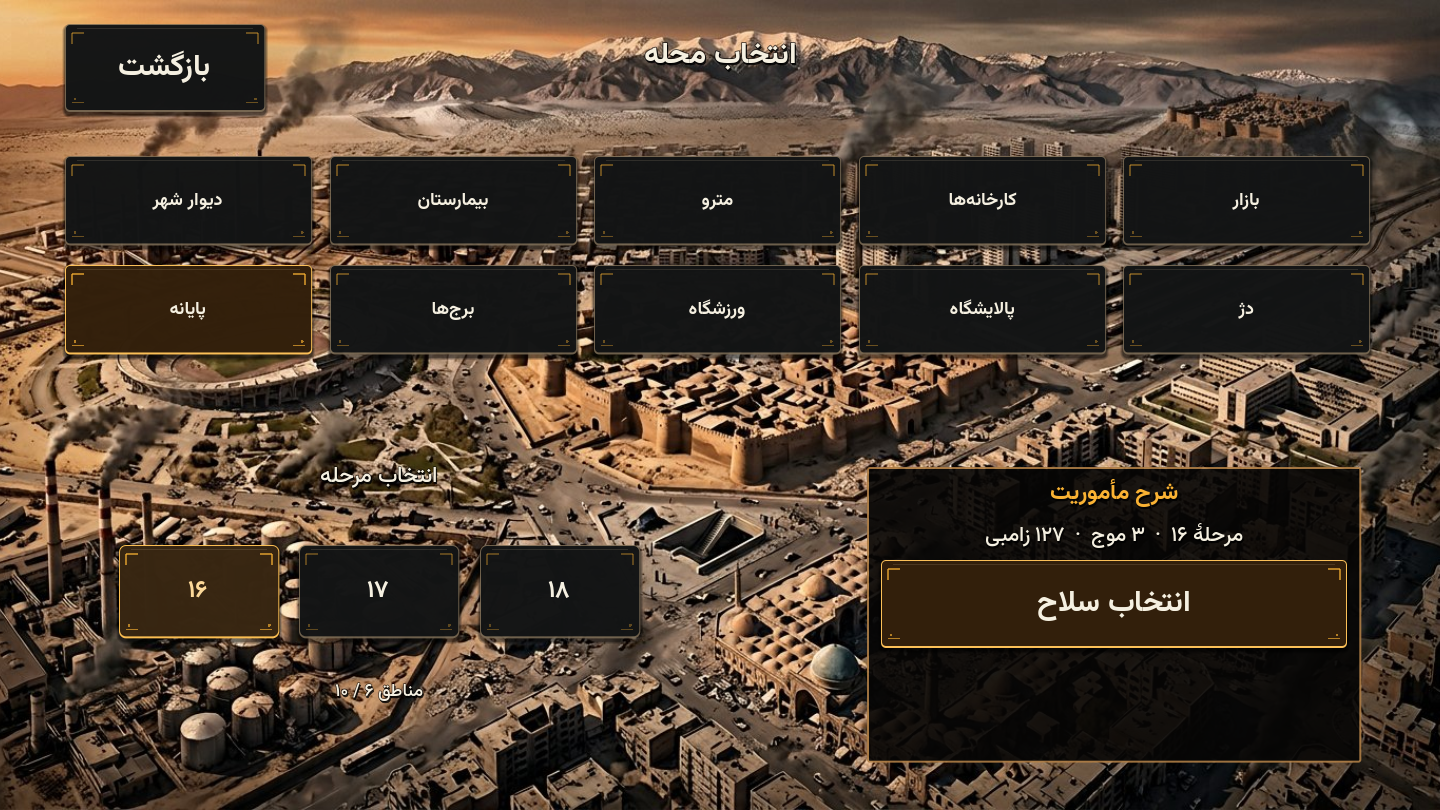 بازگشت
انتخاب محله
بازار
کارخانه‌ها
مترو
بیمارستان
دیوار شهر
دژ
پالایشگاه
ورزشگاه
برج‌ها
پایانه
شرح مأموریت
مرحلهٔ ۱۶ · ۳ موج · ۱۲۷ زامبی
انتخاب سلاح
انتخاب مرحله
۱۶
۱۷
۱۸
مناطق ۶ / ۱۰